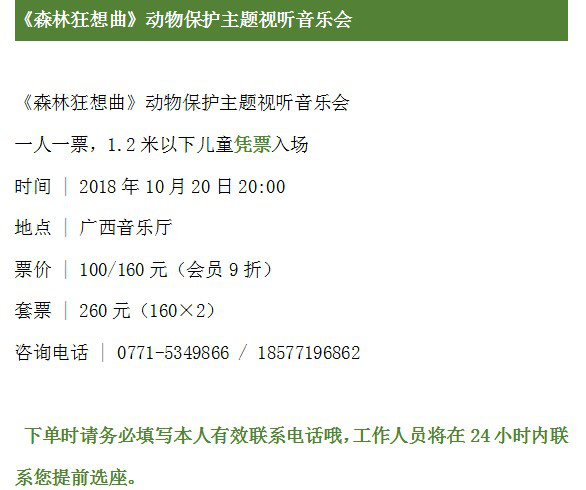 《森林狂想曲》动物保护主题视听音乐会
《森林狂想曲》动物保护主题视听音乐会
一人一票，1.2 米以下儿童凭票入场
时间 | 2018 年 10 月 20 日 20:00
地点 | 广西音乐厅
票价 | 100/160 元（会员 9 折）
套票 | 260 元（160×2）
咨询电话 | 0771-5349866 / 18577196862
下单时请务必填写本人有效联系电话哦，工作人员将在 24 小时内联
系您提前选座。